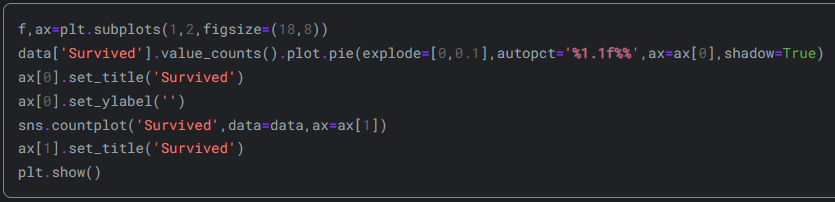 f,ax=plt.subplots(1,2,figsize=(18,8))
data['Survived'].value_counts().plot.pie(explode=[0,0.1],autopct='%1.1f%%',ax=ax[0],shadow=True)
ax[0].set_title('Survived')
ax[0].set_ylabel('')
sns.countplot('Survived',data=data,ax=ax[1])
ax[1].set_title('Survived')
plt.show()